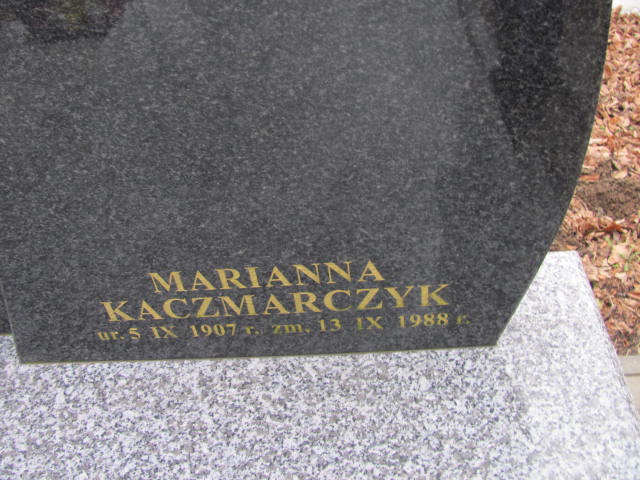 MARIANNA
KACZMARCZYK
ur. 5 IX 1907 r. zm. 13 IX 1988 r.